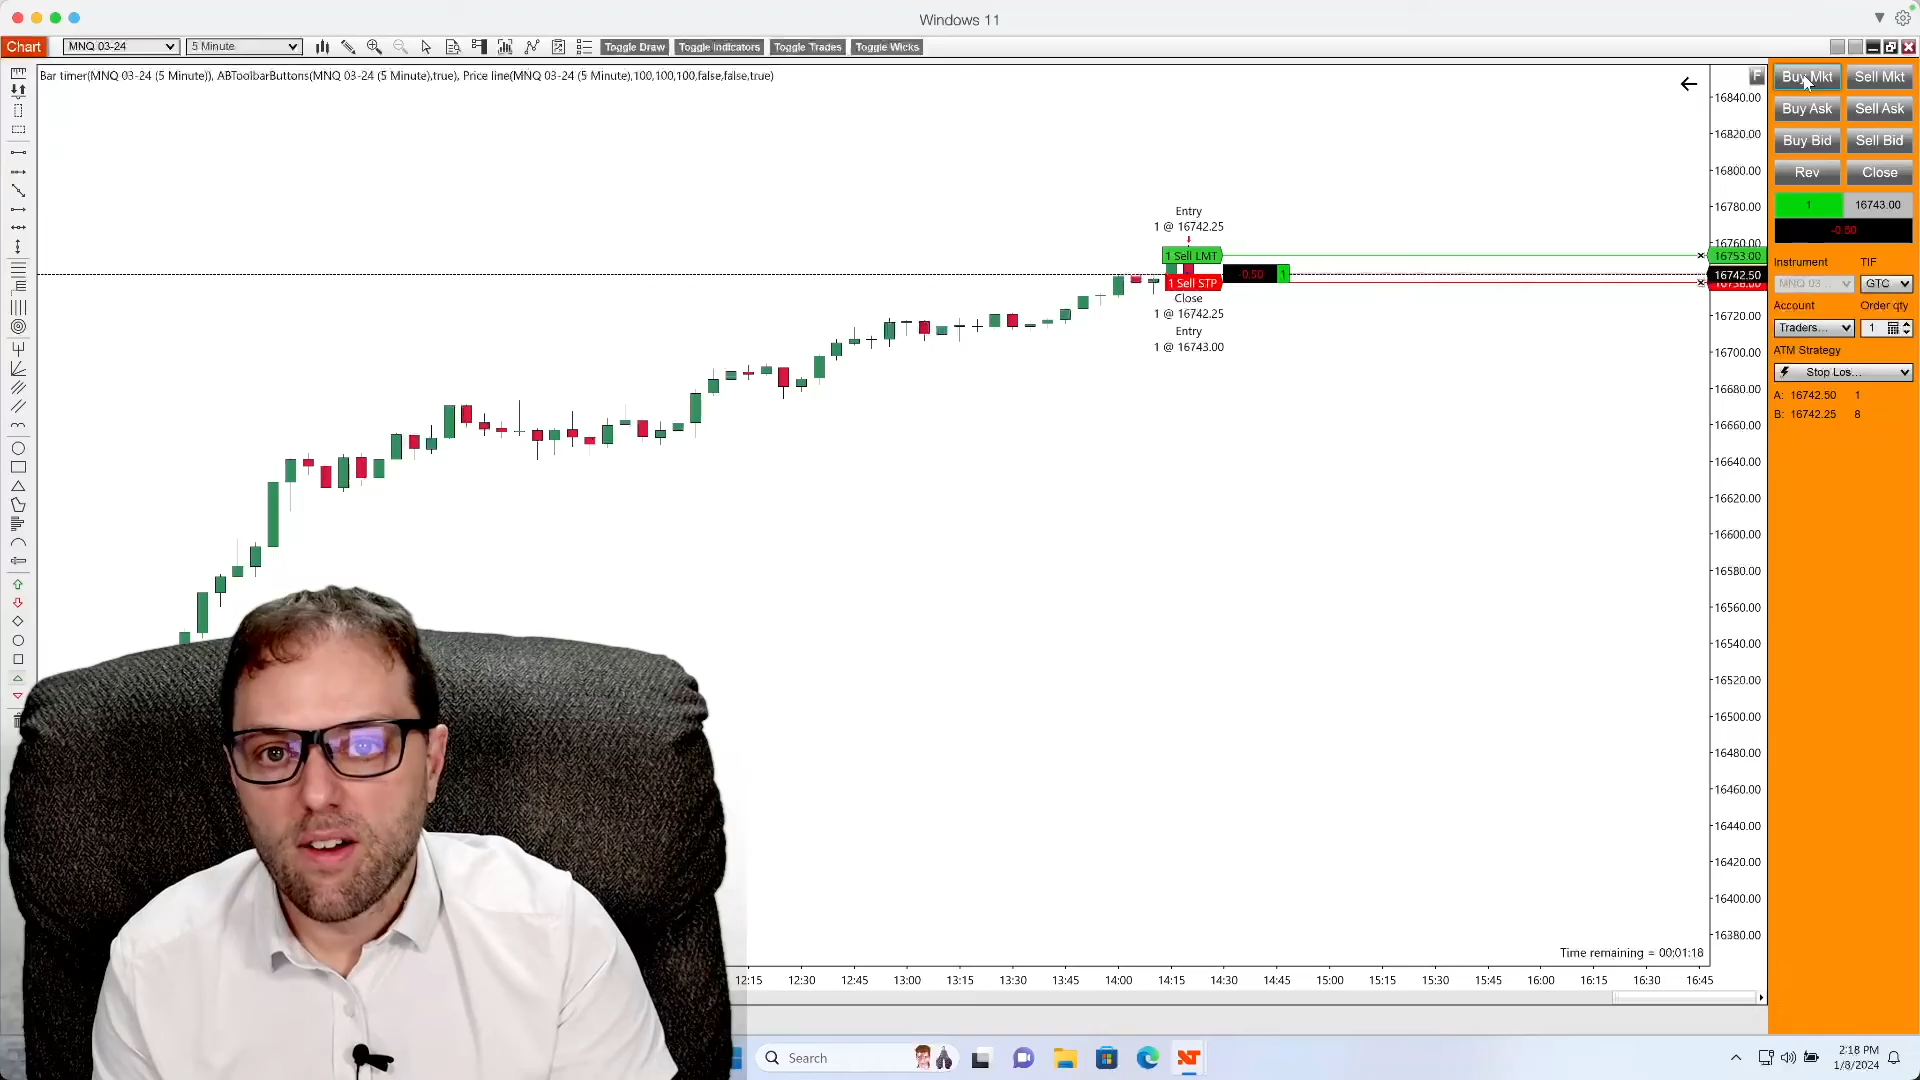 Windows 11
Chart
MNQ 03-24
5 Minute
Toggle Draw
Toggle Indicators
Toggle Trades
Toggle Wicks
Bar timer(MNQ 03-24 (5 Minute)), ABToolbarButtons(MNQ 03-24 (5 Minute),true), Price line(MNQ 03-24 (5 Minute),100,100,100,false,false,true)
F
Buy Mkt
Sell Mkt
Buy Ask
Sell Ask
Buy Bid
Sell Bid
Rev
Close
1
16743.00
-0.50
Instrument
TIF
MNQ 03...
GTC
Account
Order qty
Traders...
1
ATM Strategy
Stop Los...
A: 16742.50 1
B: 16742.25 8
Entry
1 @ 16742.25
1 Sell LMT
-0.50
1
1 Sell STP
Close
1 @ 16742.25
Entry
1 @ 16743.00
16840.00
16820.00
16800.00
16780.00
16760.00
16753.00
16742.50
16720.00
16700.00
16680.00
16660.00
16640.00
16620.00
16600.00
16580.00
16560.00
16540.00
16520.00
16500.00
16480.00
16460.00
16440.00
16420.00
16400.00
16380.00
Time remaining = 00:01:18
12:15
12:30
12:45
13:00
13:15
13:30
13:45
14:00
14:15
14:30
14:45
15:00
15:15
15:30
15:45
16:00
16:15
16:30
16:45
Search
2:18 PM
1/8/2024